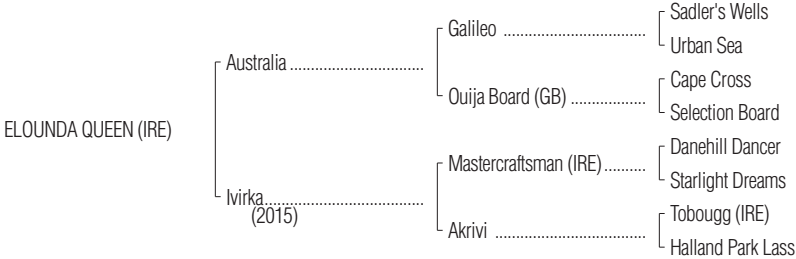 Sadler's Wells
Galileo ..................................
Urban Sea
Australia ................................
Cape Cross
Ouija Board (GB) ..................
Selection Board
ELOUNDA QUEEN (IRE)
Danehill Dancer
Mastercraftsman (IRE) ..........
Starlight Dreams
Ivirka......................................
(2015)
Tobougg (IRE)
Akrivi ....................................
Halland Park Lass